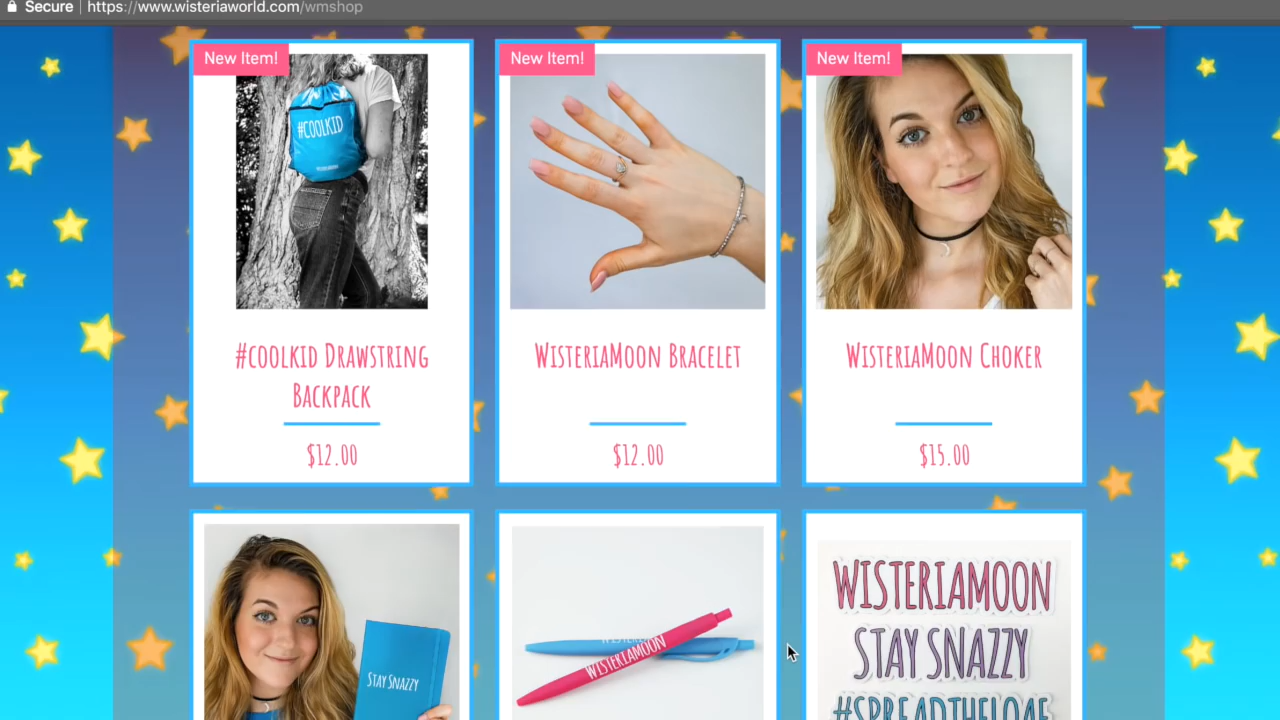 Secure | https://www.wisteriaworld.com/wmshop
New Item!
New Item!
New Item!
#COOLKID
#coolkid Drawstring
Backpack
$12.00
WisteriaMoon Bracelet
$12.00
WisteriaMoon Choker
$15.00
STAY SNAZZY
WISTERIAMOON
WISTERIAMOON
STAY SNAZZY
#SPREADTHELOAF